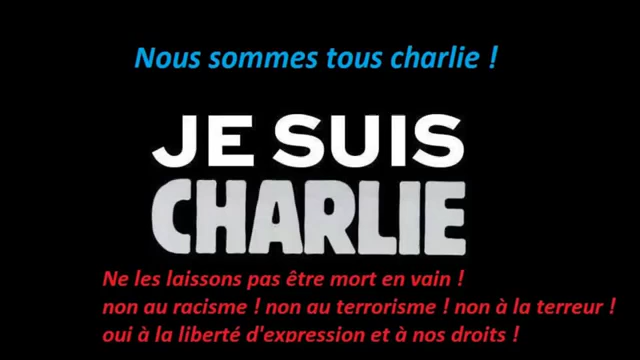 Nous sommes tous charlie !
JE SUIS
CHARLIE
Ne les laissons pas être mort en vain !
non au racisme ! non au terrorisme ! non à la terreur !
oui à la liberté d'expression et à nos droits !